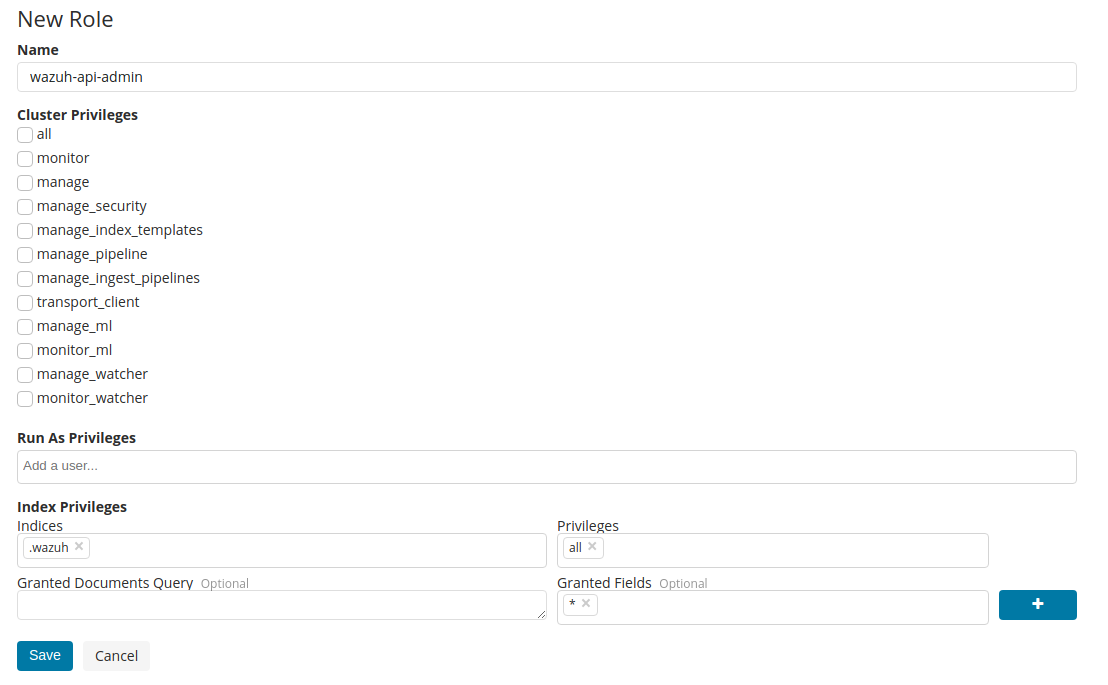 New Role
Name
wazuh-api-admin
Cluster Privileges
all
monitor
manage
manage_security
manage_index_templates
manage_pipeline
manage_ingest_pipelines
transport_client
manage_ml
monitor_ml
manage_watcher
monitor_watcher
Run As Privileges
Add a user...
Index Privileges
Indices Privileges
.wazuh × all ×
Granted Documents Query Optional Granted Fields Optional
* × +
Save Cancel